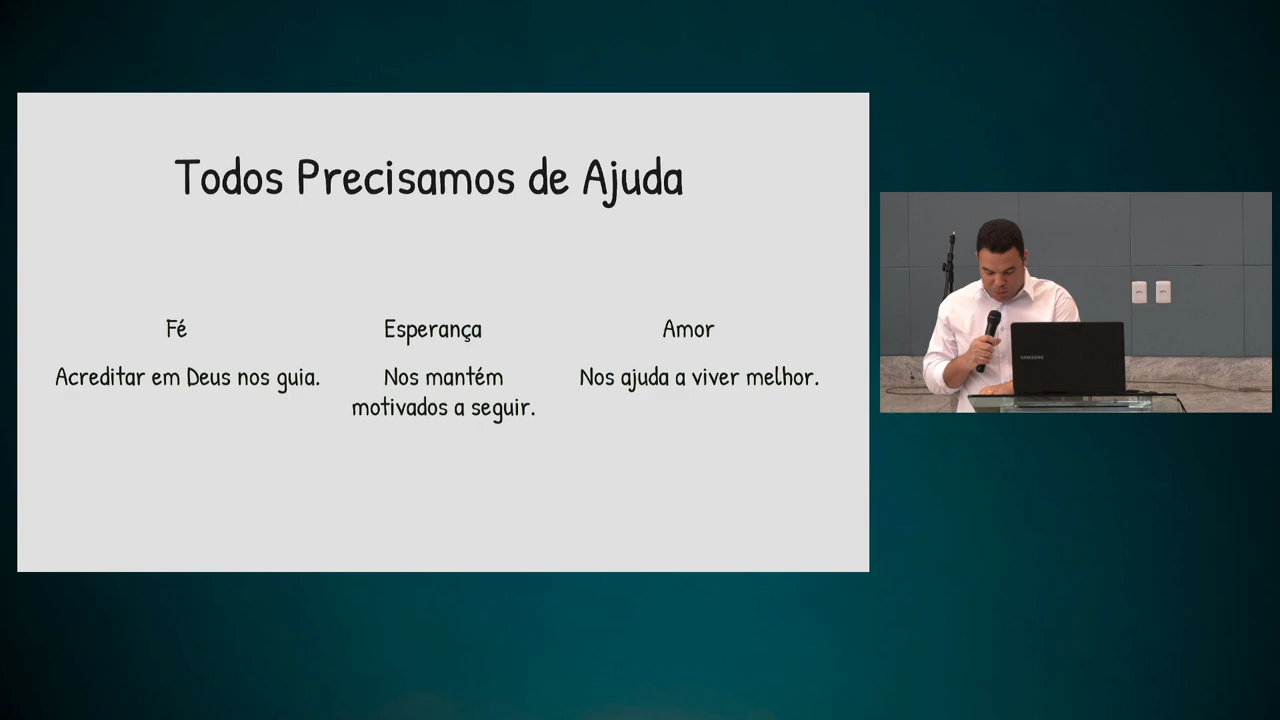 Todos Precisamos de Ajuda
Fé
Acreditar em Deus nos guia.
Esperança
Nos mantém
motivados a seguir.
Amor
Nos ajuda a viver melhor.
SAMSUNG